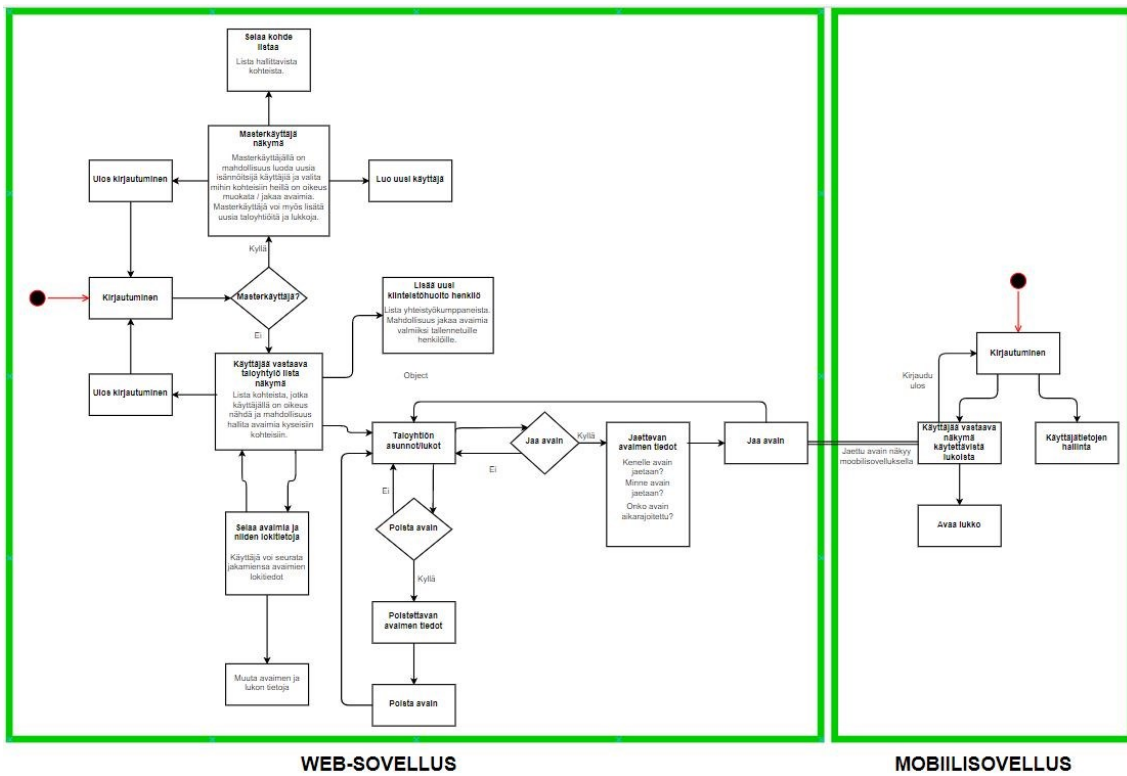 Selaa kohde
listaa
Lista hallittavista
kohteista.
Masterkäyttäjä
näkymä
Masterkäyttäjällä on
mahdollisuus luoda uusia
isännöitsijä käyttäjiä ja valita
mihin kohteisiin heillä on oikeus
muokata / jakaa avaimia.
Masterkäyttäjä voi myös lisätä
uusia taloyhtiöitä ja lukkoja.
Ulos kirjautuminen
Luo uusi käyttäjä
Kyllä
Kirjautuminen
Masterkäyttäjä?
Ei
Lisää uusi
kiinteistöhuolto henkilö
Lista yhteistyökumppaneista.
Mahdollisuus jakaa avaimia
valmiiksi tallennetuille
henkilöille.
Ulos kirjautuminen
Käyttäjää vastaava
taloyhtyiö lista
näkymä
Lista kohteista, jotka
käyttäjällä on oikeus
nähdä ja mahdollisuus
hallita avaimia kyseisiin
kohteisiin.
Object
Taloyhtiön
asunnot/lukot
Jaa avain
Kyllä
Ei
Jaettavan
avaimen tiedot
Kenelle avain
jaetaan?
Minne avain
jaetaan?
Onko avain
aikarajoitettu?
Jaa avain
Jaettu avain näkyy
moobilisovelluksella
Ei
Poista avain
Kyllä
Selaa avaimia ja
niiden lokitietoja
Käyttäjä voi seurata
jakamiensa avaimien
lokitiedot
Poistettavan
avaimen tiedot
Muuta avaimen ja
lukon tietoja
Poista avain
WEB-SOVELLUS
Kirjautuminen
Kirjaudu
ulos
Käyttäjää vastaava
näkymä
käytettävistä
lukoista
Käyttäjätietojen
hallinta
Avaa lukko
MOBIILISOVELLUS